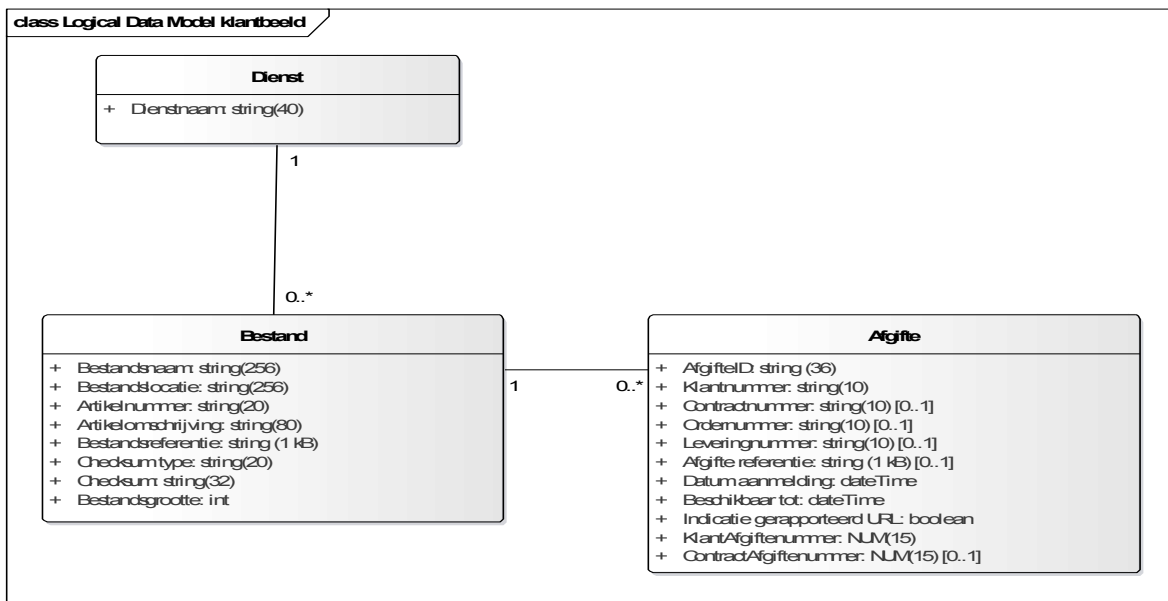 class Logical Data Model klantbeeld
Dienst
+ Dienstnaam: string(40)
1
0..*
Bestand
+ Bestandsnaam: string(256)
+ Bestandslocatie: string(256)
+ Artikelnummer: string(20)
+ Artikelomschrijving: string(80)
+ Bestandsreferentie: string (1 kB)
+ Checksum type: string(20)
+ Checksum: string(32)
+ Bestandsgrootte: int
1
0..*
Afgifte
+ AfgifteID: string (36)
+ Klantnummer: string(10)
+ Contractnummer: string(10) [0..1]
+ Ordernummer: string(10) [0..1]
+ Leveringnummer: string(10) [0..1]
+ Afgifte referentie: string (1 kB) [0..1]
+ Datum aanmelding: dateTime
+ Beschikbaar tot: dateTime
+ Indicatie gerapporteerd URL: boolean
+ KlantAfgiftenummer: NUM(15)
+ ContractAfgiftenummer: NUM(15) [0..1]